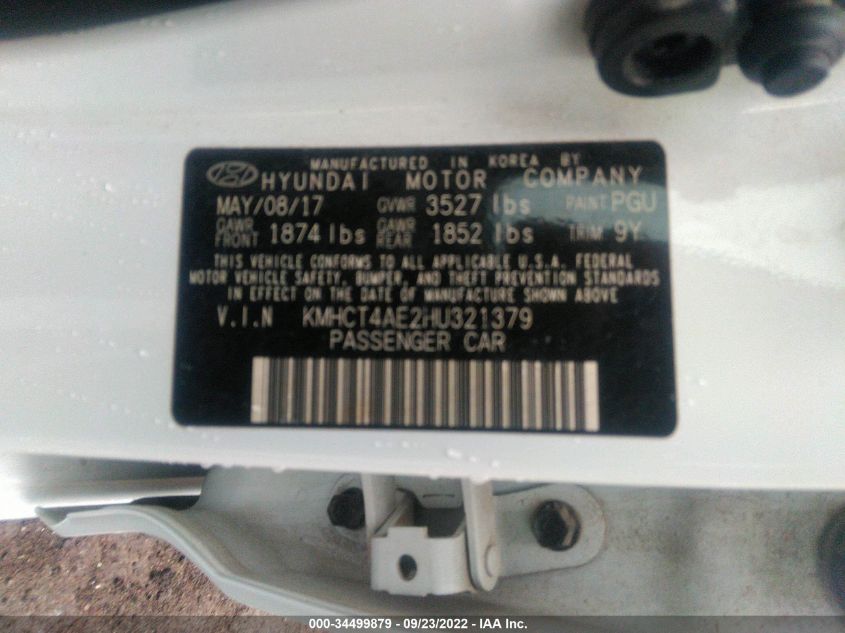 MANUFACTURED IN KOREA BY
HYUNDAI MOTOR COMPANY
MAY/08/17 GVWR 3527 lbs PAINT PGU
GAWR FRONT 1874 lbs GAWR REAR 1852 lbs TRIM 9Y
THIS VEHICLE CONFORMS TO ALL APPLICABLE U.S.A. FEDERAL
MOTOR VEHICLE SAFETY, BUMPER, AND THEFT PREVENTION STANDARDS
IN EFFECT ON THE DATE OF MANUFACTURE SHOWN ABOVE
V.I.N KMHCT4AE2HU321379
PASSENGER CAR
000-34499879 - 09/23/2022 - IAA Inc.